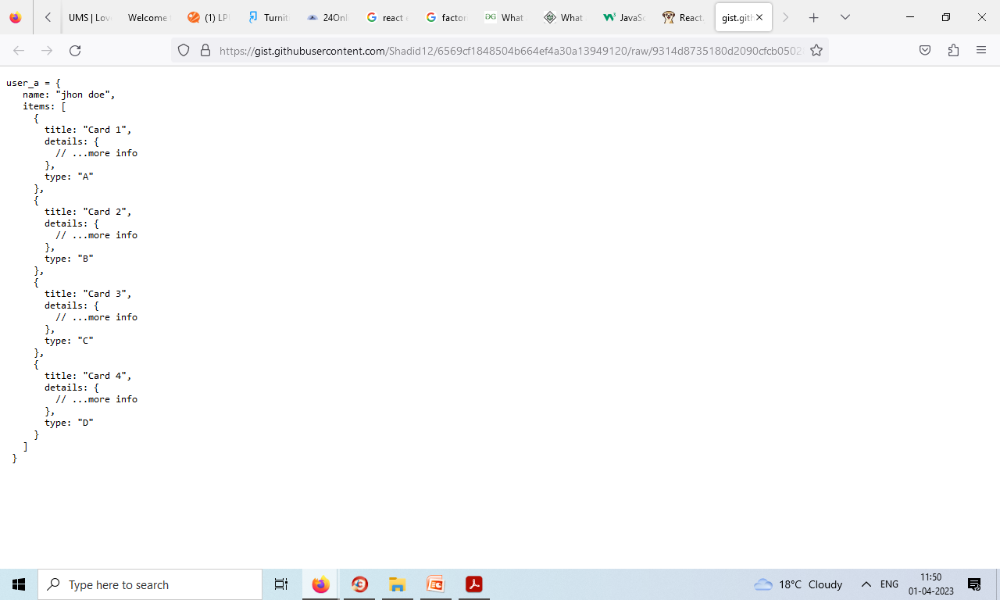 UMS | Lov
Welcome
(1) LP
Turnit
24Onl
react
factor
What
What
JavaSc
React.
gist.gith
https://gist.githubusercontent.com/Shadid12/6569cf1848504b664ef4a30a13949120/raw/9314d8735180d2090cfcb0502
user_a = {
name: "jhon doe",
items: [
{
title: "Card 1",
details: {
// ...more info
},
type: "A"
},
{
title: "Card 2",
details: {
// ...more info
},
type: "B"
},
{
title: "Card 3",
details: {
// ...more info
},
type: "C"
},
{
title: "Card 4",
details: {
// ...more info
},
type: "D"
}
]
}
Type here to search
18°C Cloudy
ENG
11:50
01-04-2023